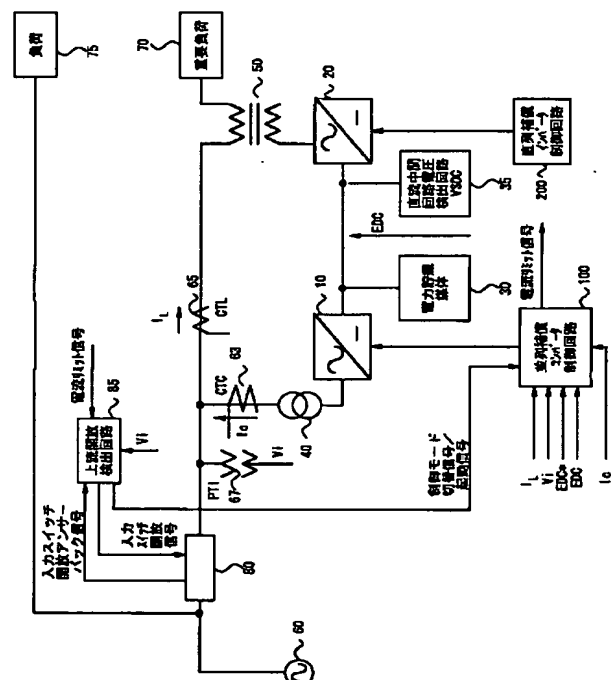 負荷
75
重要負荷
70
50
20
直流中間
回路電圧
検出回路
VSDC
35
直列補償
インバータ
制御回路
200
EDC
電流リミット信号
65
CTL
IL
10
電力貯蔵
媒体
30
並列補償
コンバータ
制御回路
100
電流リミット信号
85
上流開放
検出回路
Vi
CTC
63
Ic
40
PTI
67
Vi
制御モード
切替信号/
起動信号
IL
Vi
EDC*
EDC
Ic
入力スイッチ
開放アンサー
バック信号
入力
スイッチ
開放
信号
80
60